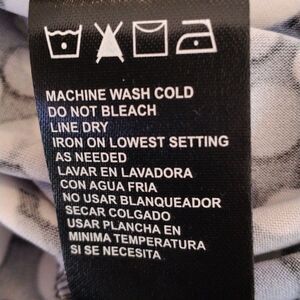 MACHINE WASH COLD
DO NOT BLEACH
LINE DRY
IRON ON LOWEST SETTING
AS NEEDED
LAVAR EN LAVADORA
CON AGUA FRIA
NO USAR BLANQUEADOR
SECAR COLGADO
USAR PLANCHA EN
MINIMA TEMPERATURA
SI SE NECESITA